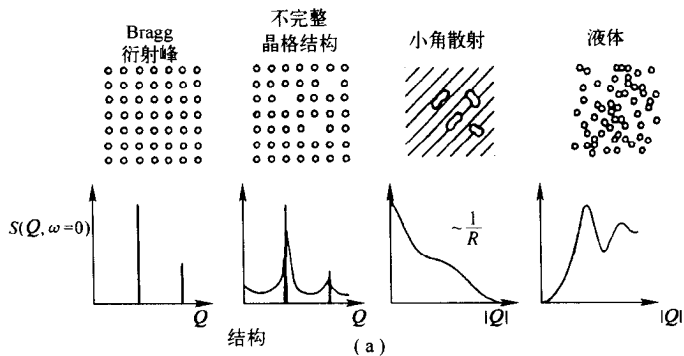 Bragg
衍射峰
不完整
晶格结构
小角散射
液体
S(Q, ω=0)
~1/R
Q
Q
|Q|
|Q|
结构
(a)